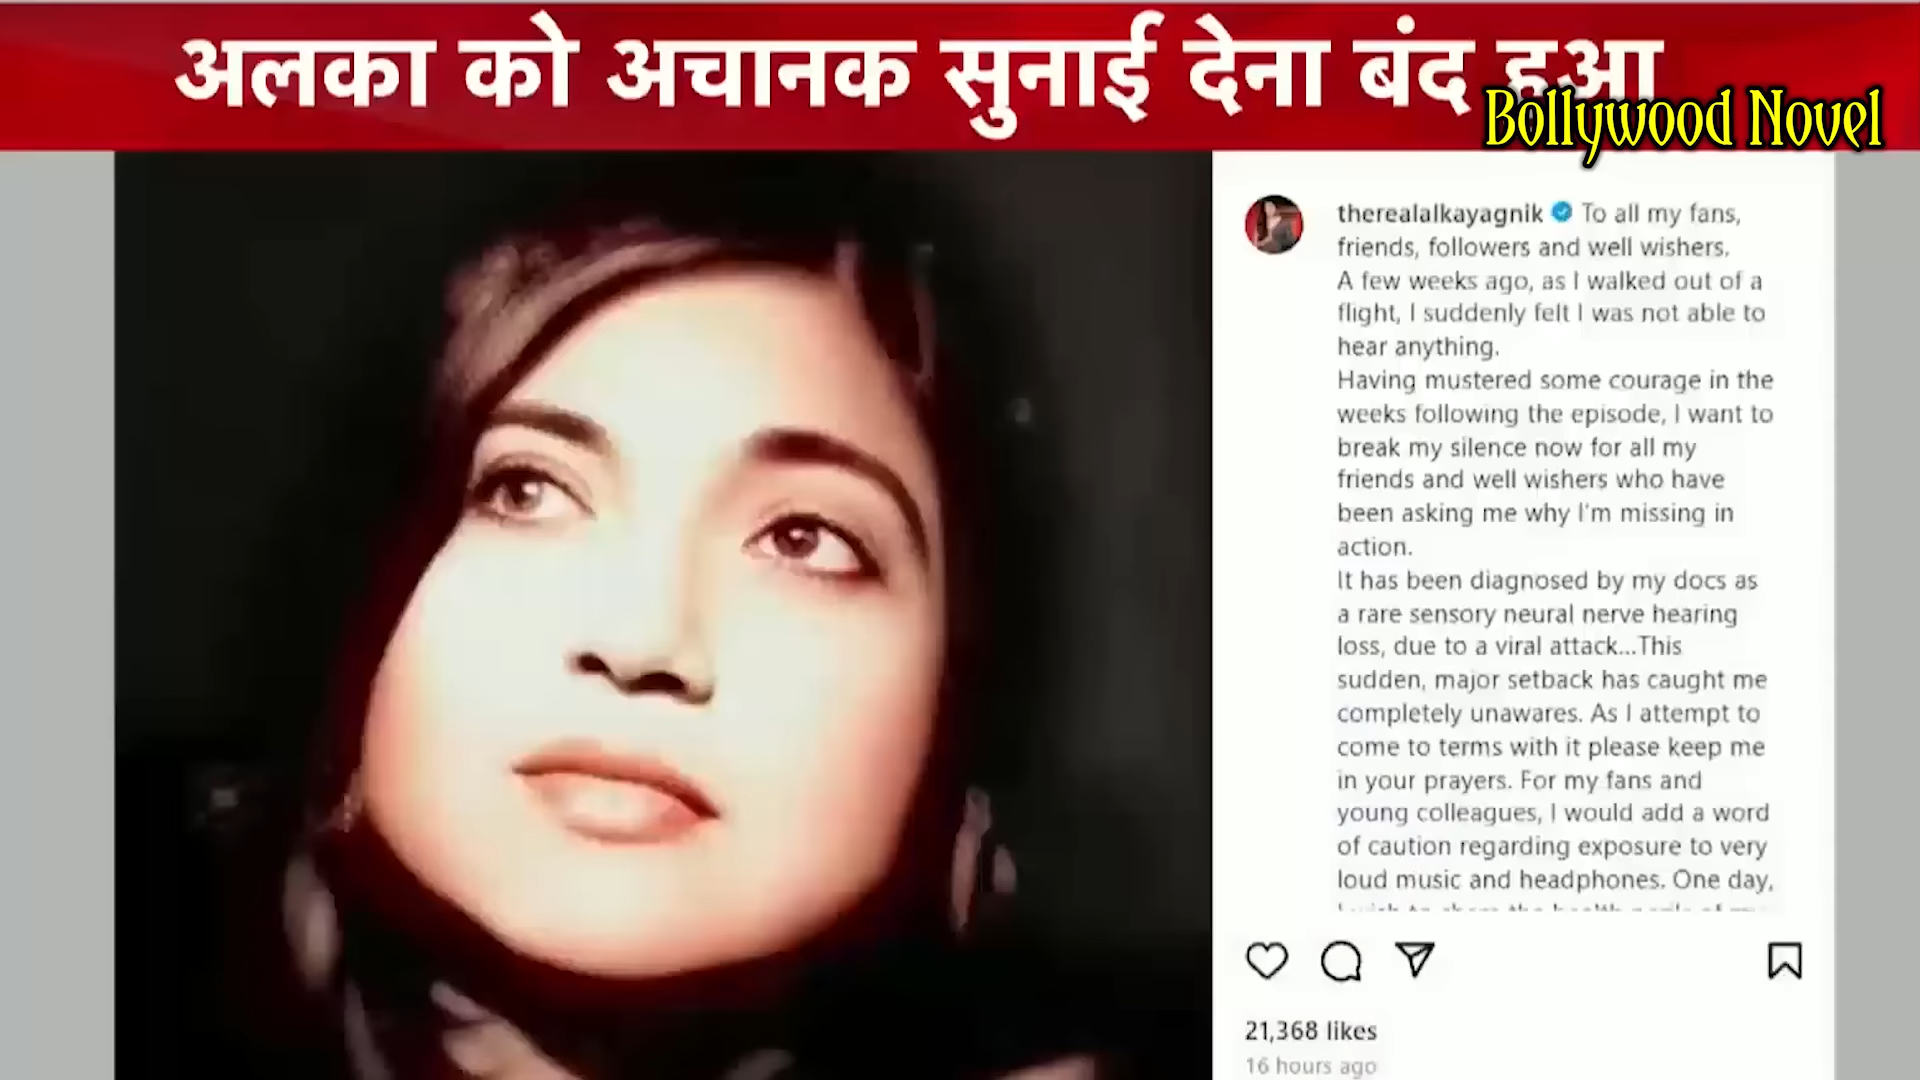 अलका को अचानक सुनाई देना बंद हुआ
Bollywood Novel
therealalkayagnik To all my fans,
friends, followers and well wishers.
A few weeks ago, as I walked out of a
flight, I suddenly felt I was not able to
hear anything.
Having mustered some courage in the
weeks following the episode, I want to
break my silence now for all my
friends and well wishers who have
been asking me why I'm missing in
action.
It has been diagnosed by my docs as
a rare sensory neural nerve hearing
loss, due to a viral attack...This
sudden, major setback has caught me
completely unawares. As I attempt to
come to terms with it please keep me
in your prayers. For my fans and
young colleagues, I would add a word
of caution regarding exposure to very
loud music and headphones. One day,
21,368 likes
16 hours ago